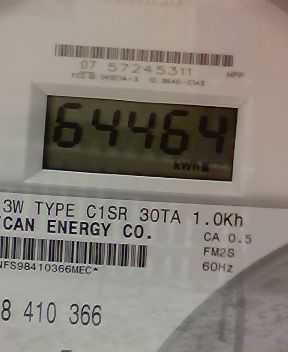 07 57245311
64464
kWh
3W TYPE C1SR 30TA 1.0Kh
CAN ENERGY CO.
CA 0.5
FM2S
NFS98410366MEC*
60Hz
8 410 366